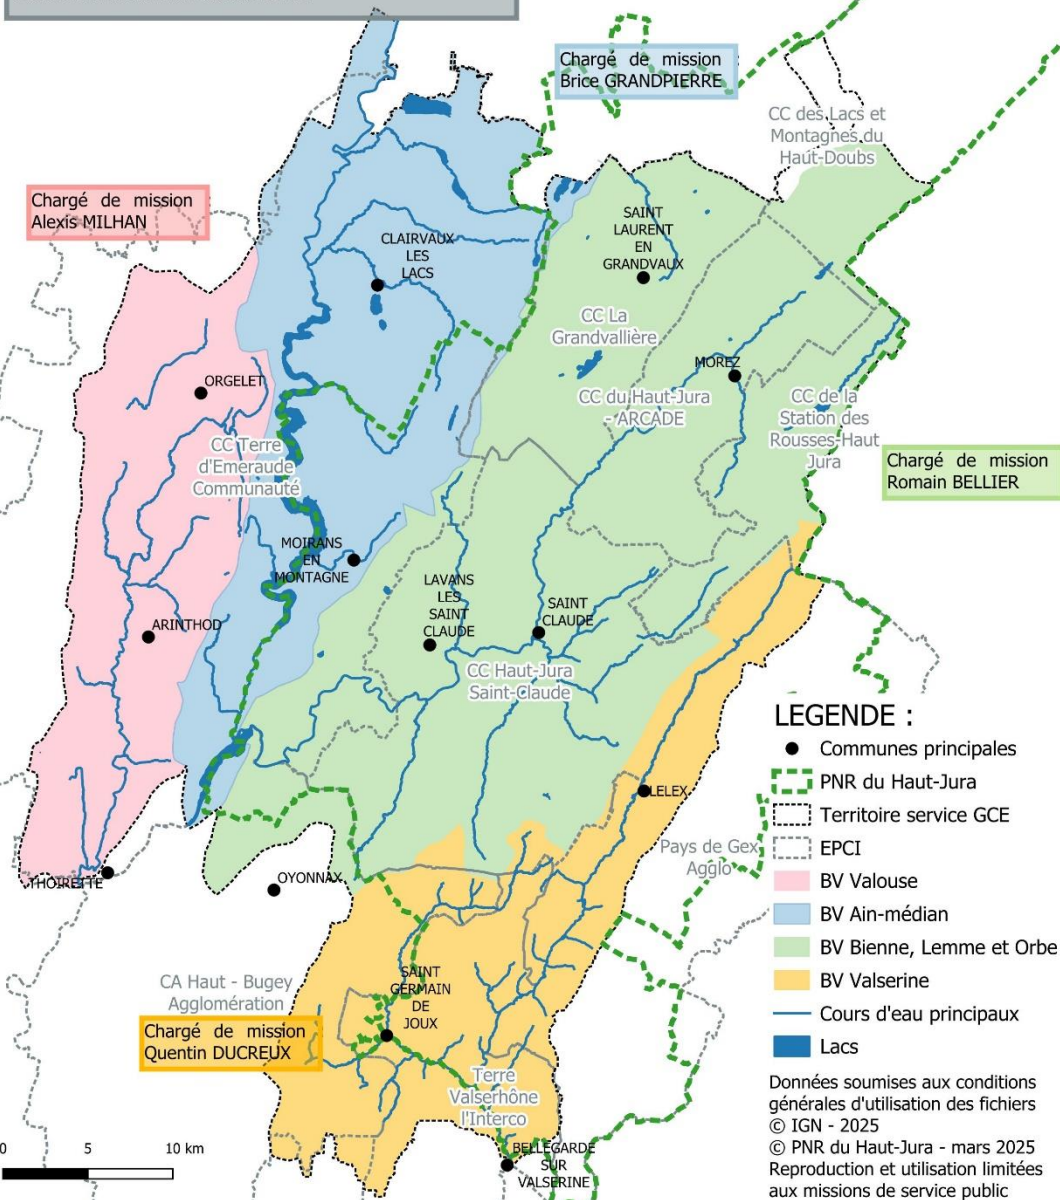 Chargé de mission :
Brice GRANDPIERRE
CC des Lacs et
Montagnes du
Haut-Doubs
Chargé de mission :
Alexis MILHAN
SAINT
LAURENT
EN
GRANDVAUX
CLAIRVAUX
LES
LACS
CC La
Grandvallière
MOREZ
ORGELET
CC du Haut-Jura
- ARCADE
CC de la
Station des
Rousses-Haut
Jura
CC Terre
d'Emeraude
Communauté
Chargé de mission
Romain BELLIER
MOIRANS
EN
MONTAGNE
LAVANS
LES
SAINT
CLAUDE
SAINT
CLAUDE
ARINTHOD
CC Haut-Jura
Saint-Claude
LELEX
Pays de Gex
Agglo
THOIRETTE
OYONNAX
CA Haut - Bugey
Agglomération
SAINT
GERMAIN
DE
JOUX
Chargé de mission :
Quentin DUCREUX
Terre
Valserhône
l'Interco
BELLEGARDE
SUR
VALSERINE
0 5 10 km
LEGENDE :
Communes principales
PNR du Haut-Jura
Territoire service GCE
EPCI
BV Valouse
BV Ain-médian
BV Bienne, Lemme et Orbe
BV Valserine
Cours d'eau principaux
Lacs
Données soumises aux conditions
générales d'utilisation des fichiers
© IGN - 2025
© PNR du Haut-Jura - mars 2025
Reproduction et utilisation limitées
aux missions de service public